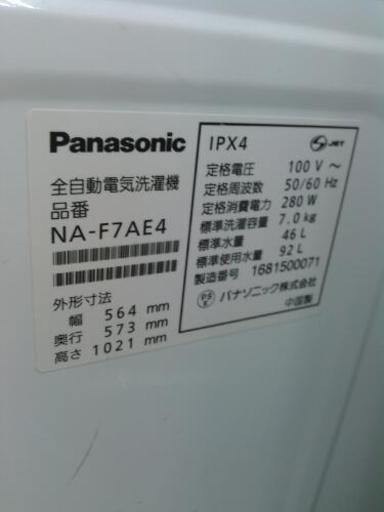 Panasonic
全自動電気洗濯機
品番
NA-F7AE4
外形寸法
幅 564 mm
奥行 573 mm
高さ 1021 mm
IPX4
JET
定格電圧 100 V ～
定格周波数 50/60 Hz
定格消費電力 280 W
標準洗濯容量 7.0 kg
標準水量 46 L
標準使用水量 92 L
製造番号 1681500071
PSE パナソニック株式会社
中国製